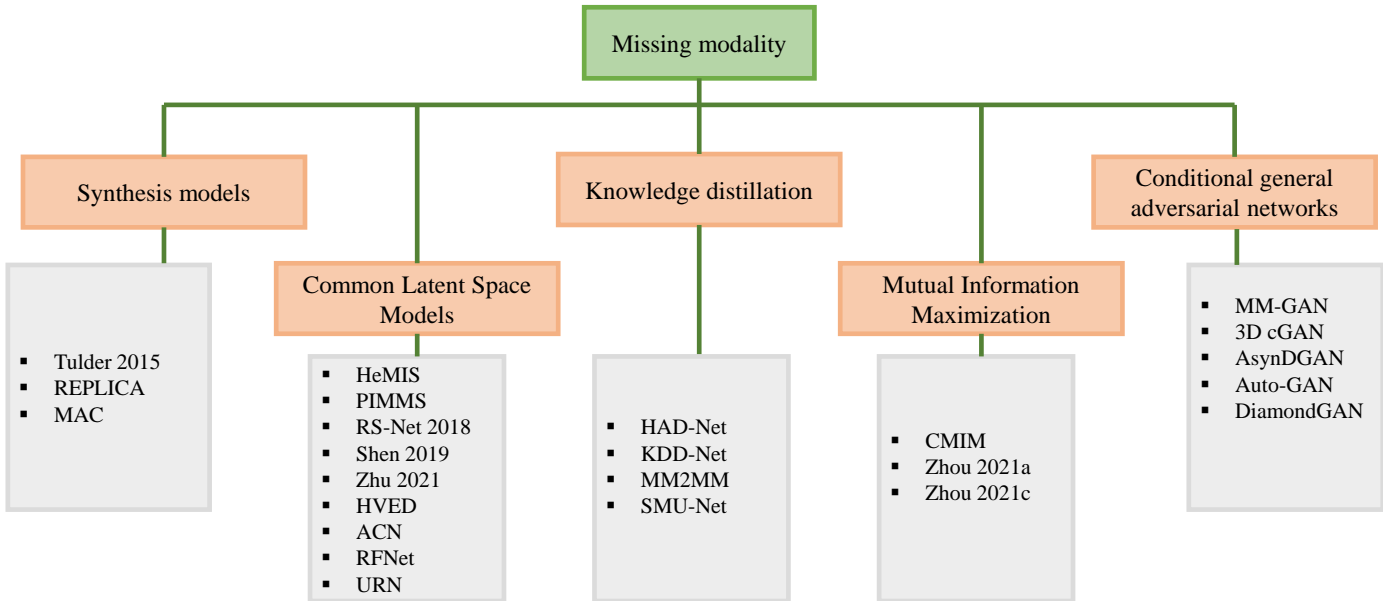 Missing modality
Synthesis models
▪ Tulder 2015
▪ REPLICA
▪ MAC
Common Latent Space
Models
▪ HeMIS
▪ PIMMS
▪ RS-Net 2018
▪ Shen 2019
▪ Zhu 2021
▪ HVED
▪ ACN
▪ RFNet
▪ URN
Knowledge distillation
▪ HAD-Net
▪ KDD-Net
▪ MM2MM
▪ SMU-Net
Mutual Information
Maximization
▪ CMIM
▪ Zhou 2021a
▪ Zhou 2021c
Conditional general
adversarial networks
▪ MM-GAN
▪ 3D cGAN
▪ AsynDGAN
▪ Auto-GAN
▪ DiamondGAN